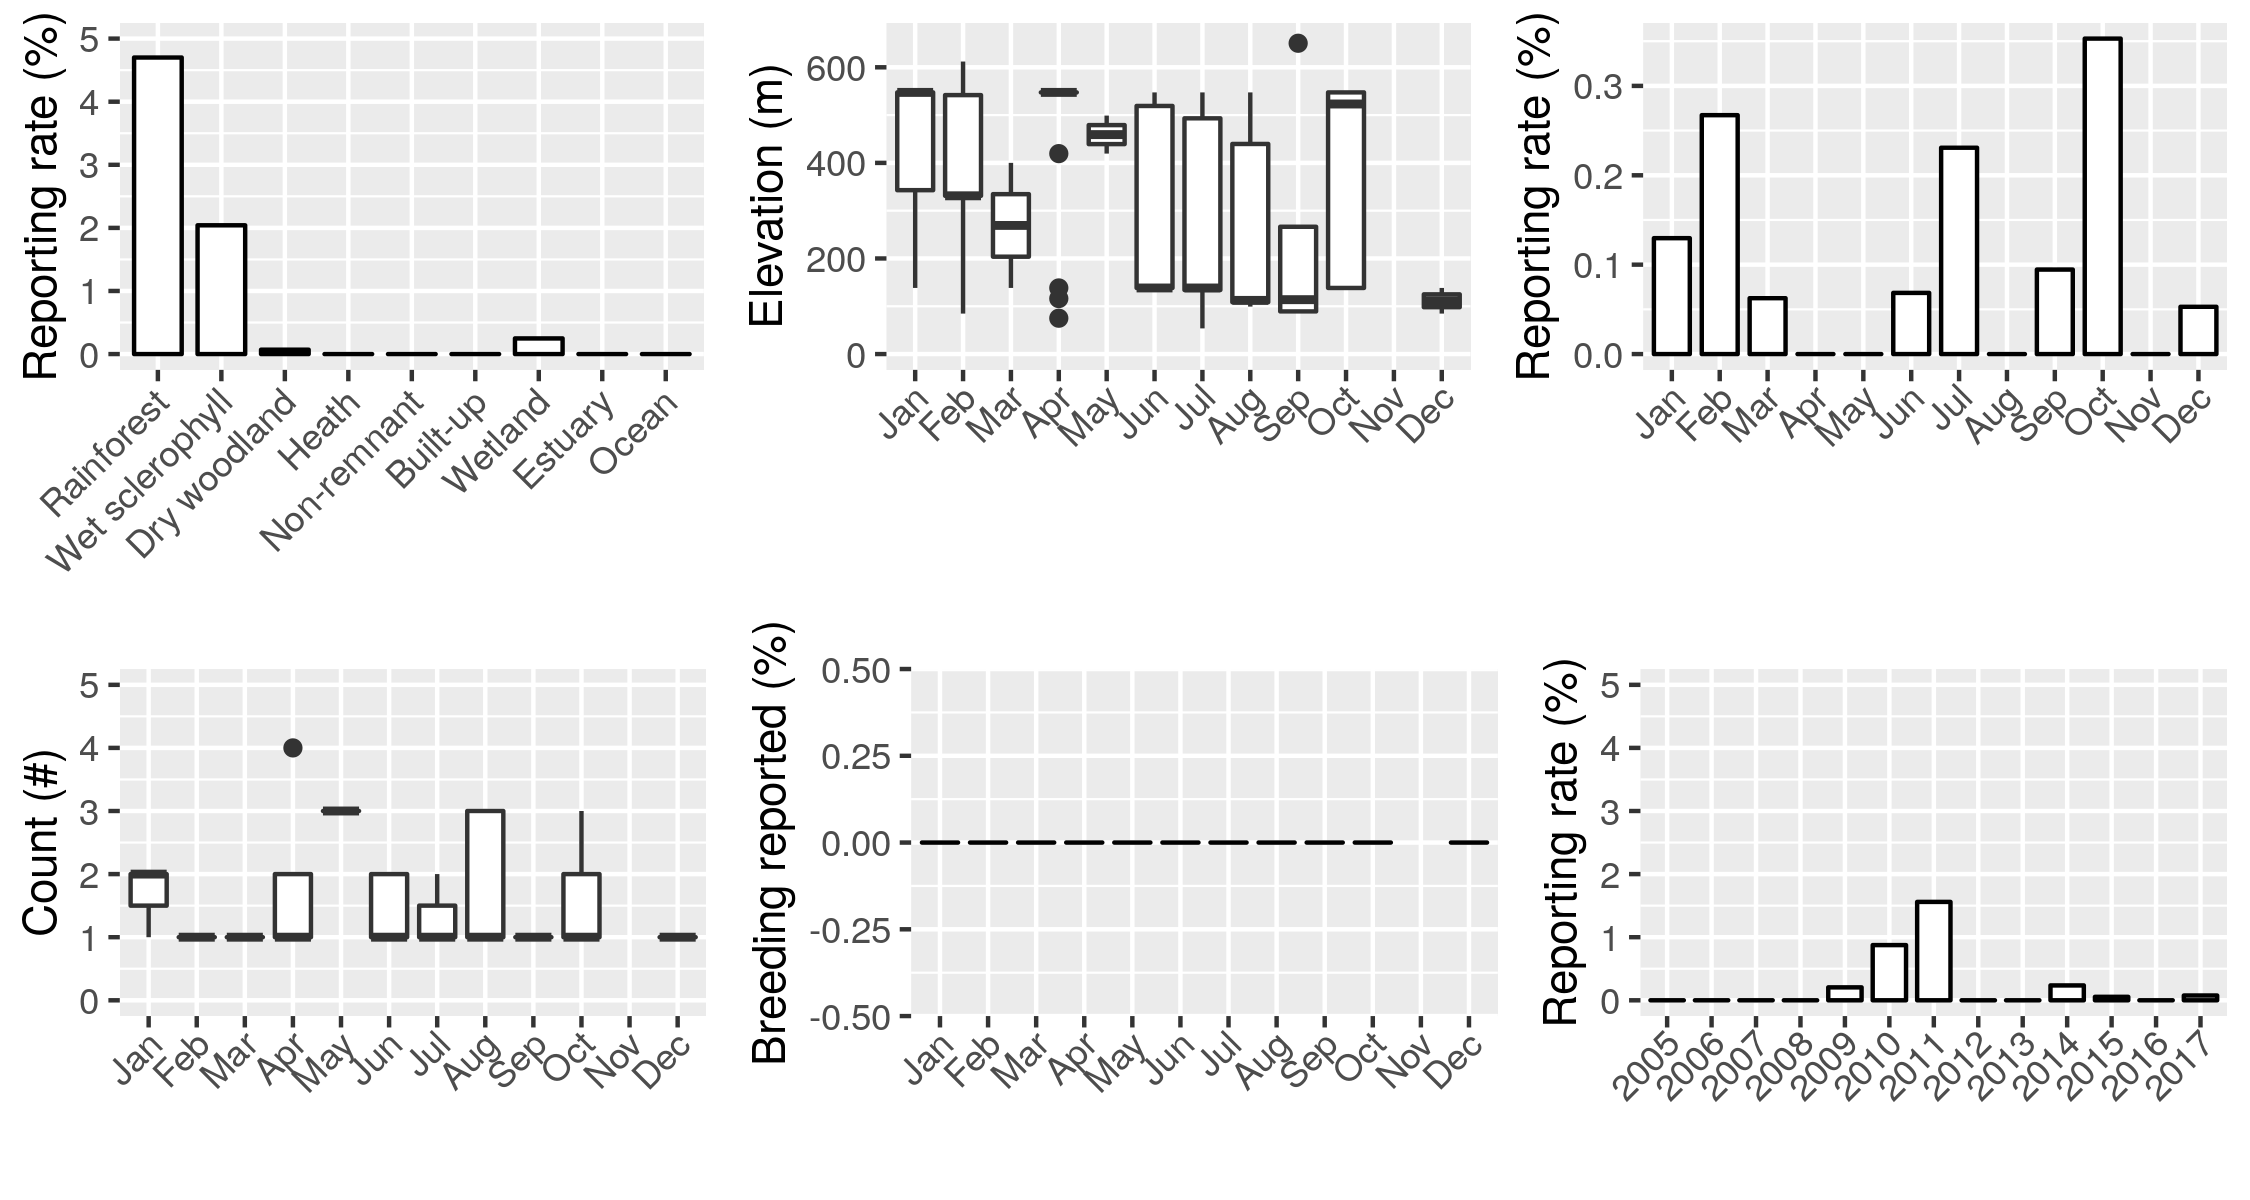 Reporting rate (%)
5
4
3
2
1
0
Rainforest
Wet sclerophyll
Dry woodland
Heath
Non-remnant
Built-up
Wetland
Estuary
Ocean
Elevation (m)
600
400
200
0
Jan
Feb
Mar
Apr
May
Jun
Jul
Aug
Sep
Oct
Nov
Dec
Reporting rate (%)
0.3
0.2
0.1
0.0
Jan
Feb
Mar
Apr
May
Jun
Jul
Aug
Sep
Oct
Nov
Dec
Count (#)
5
4
3
2
1
0
Jan
Feb
Mar
Apr
May
Jun
Jul
Aug
Sep
Oct
Nov
Dec
Breeding reported (%)
0.50
0.25
0.00
-0.25
-0.50
Jan
Feb
Mar
Apr
May
Jun
Jul
Aug
Sep
Oct
Nov
Dec
Reporting rate (%)
5
4
3
2
1
0
2005
2006
2007
2008
2009
2010
2011
2012
2013
2014
2015
2016
2017